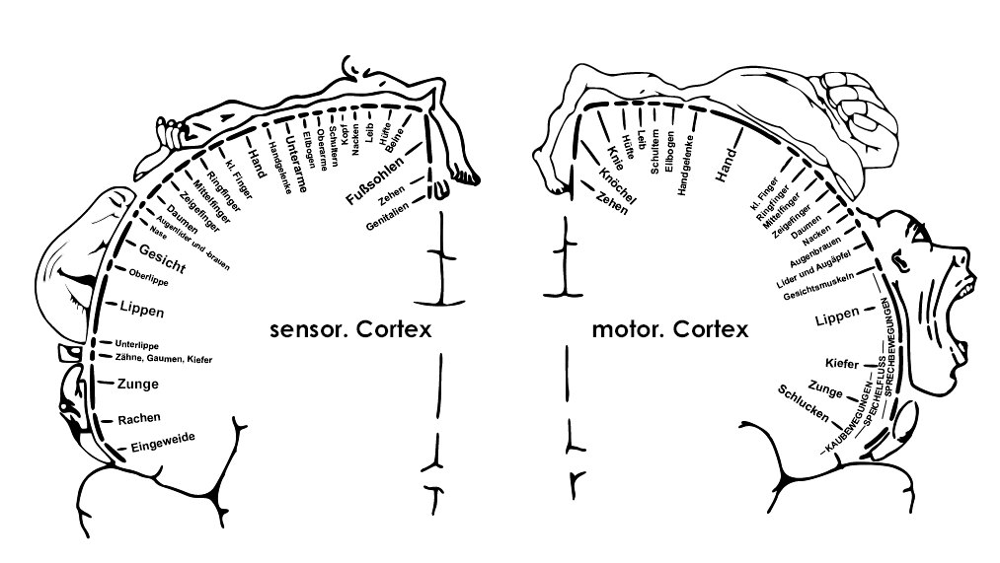 Genitalien
Zehen
Fußsohlen
Beine
Hüfte
Leib
Nacken
Kopf
Schultern
Oberarme
Ellbogen
Unterarme
Handgelenke
Hand
kl. Finger
Ringfinger
Mittelfinger
Zeigefinger
Daumen
Augenlider und -brauen
Nase
Gesicht
Oberlippe
Lippen
Unterlippe
Zähne, Gaumen, Kiefer
Zunge
Rachen
Eingeweide
sensor. Cortex
motor. Cortex
Zehen
Knöchel
Knie
Hüfte
Leib
Schultern
Ellbogen
Handgelenke
Hand
kl. Finger
Ringfinger
Mittelfinger
Zeigefinger
Daumen
Nacken
Augenbrauen
Lider und Augäpfel
Gesichtsmuskeln
Lippen
Kiefer
Zunge
Schlucken
KAUBEWEGUNGEN
SPEICHELFLUSS
SPRECHBEWEGUNGEN